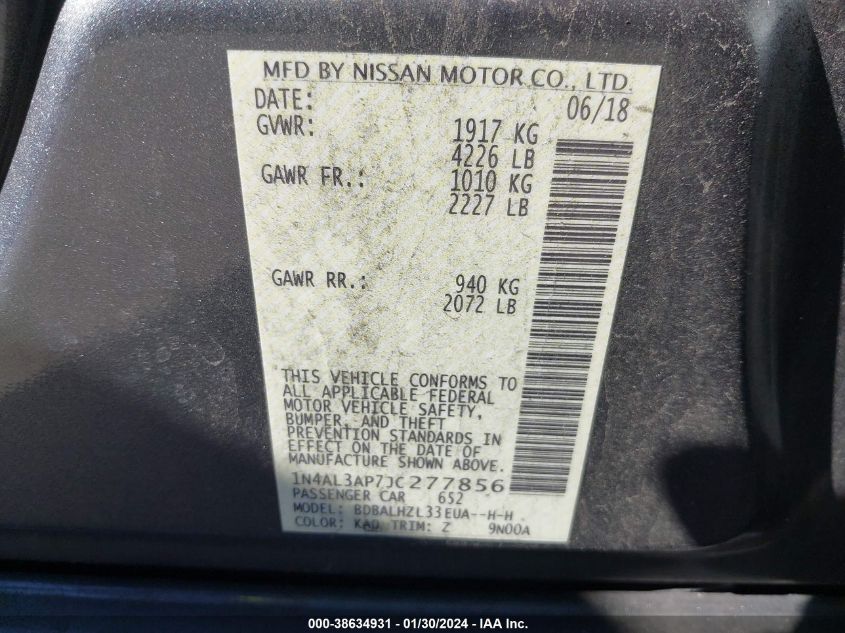 MFD BY NISSAN MOTOR CO., LTD.
DATE: 06/18
GVWR: 1917 KG
4226 LB
GAWR FR.: 1010 KG
2227 LB
GAWR RR.: 940 KG
2072 LB
THIS VEHICLE CONFORMS TO
ALL APPLICABLE FEDERAL
MOTOR VEHICLE SAFETY,
BUMPER, AND THEFT
PREVENTION STANDARDS IN
EFFECT ON THE DATE OF
MANUFACTURE SHOWN ABOVE.
1N4AL3AP7JC277856
PASSENGER CAR 652
MODEL: BDBALHZL33EUA--H-H
COLOR: KAD TRIM: Z 9N00A
000-38634931 - 01/30/2024 - IAA Inc.